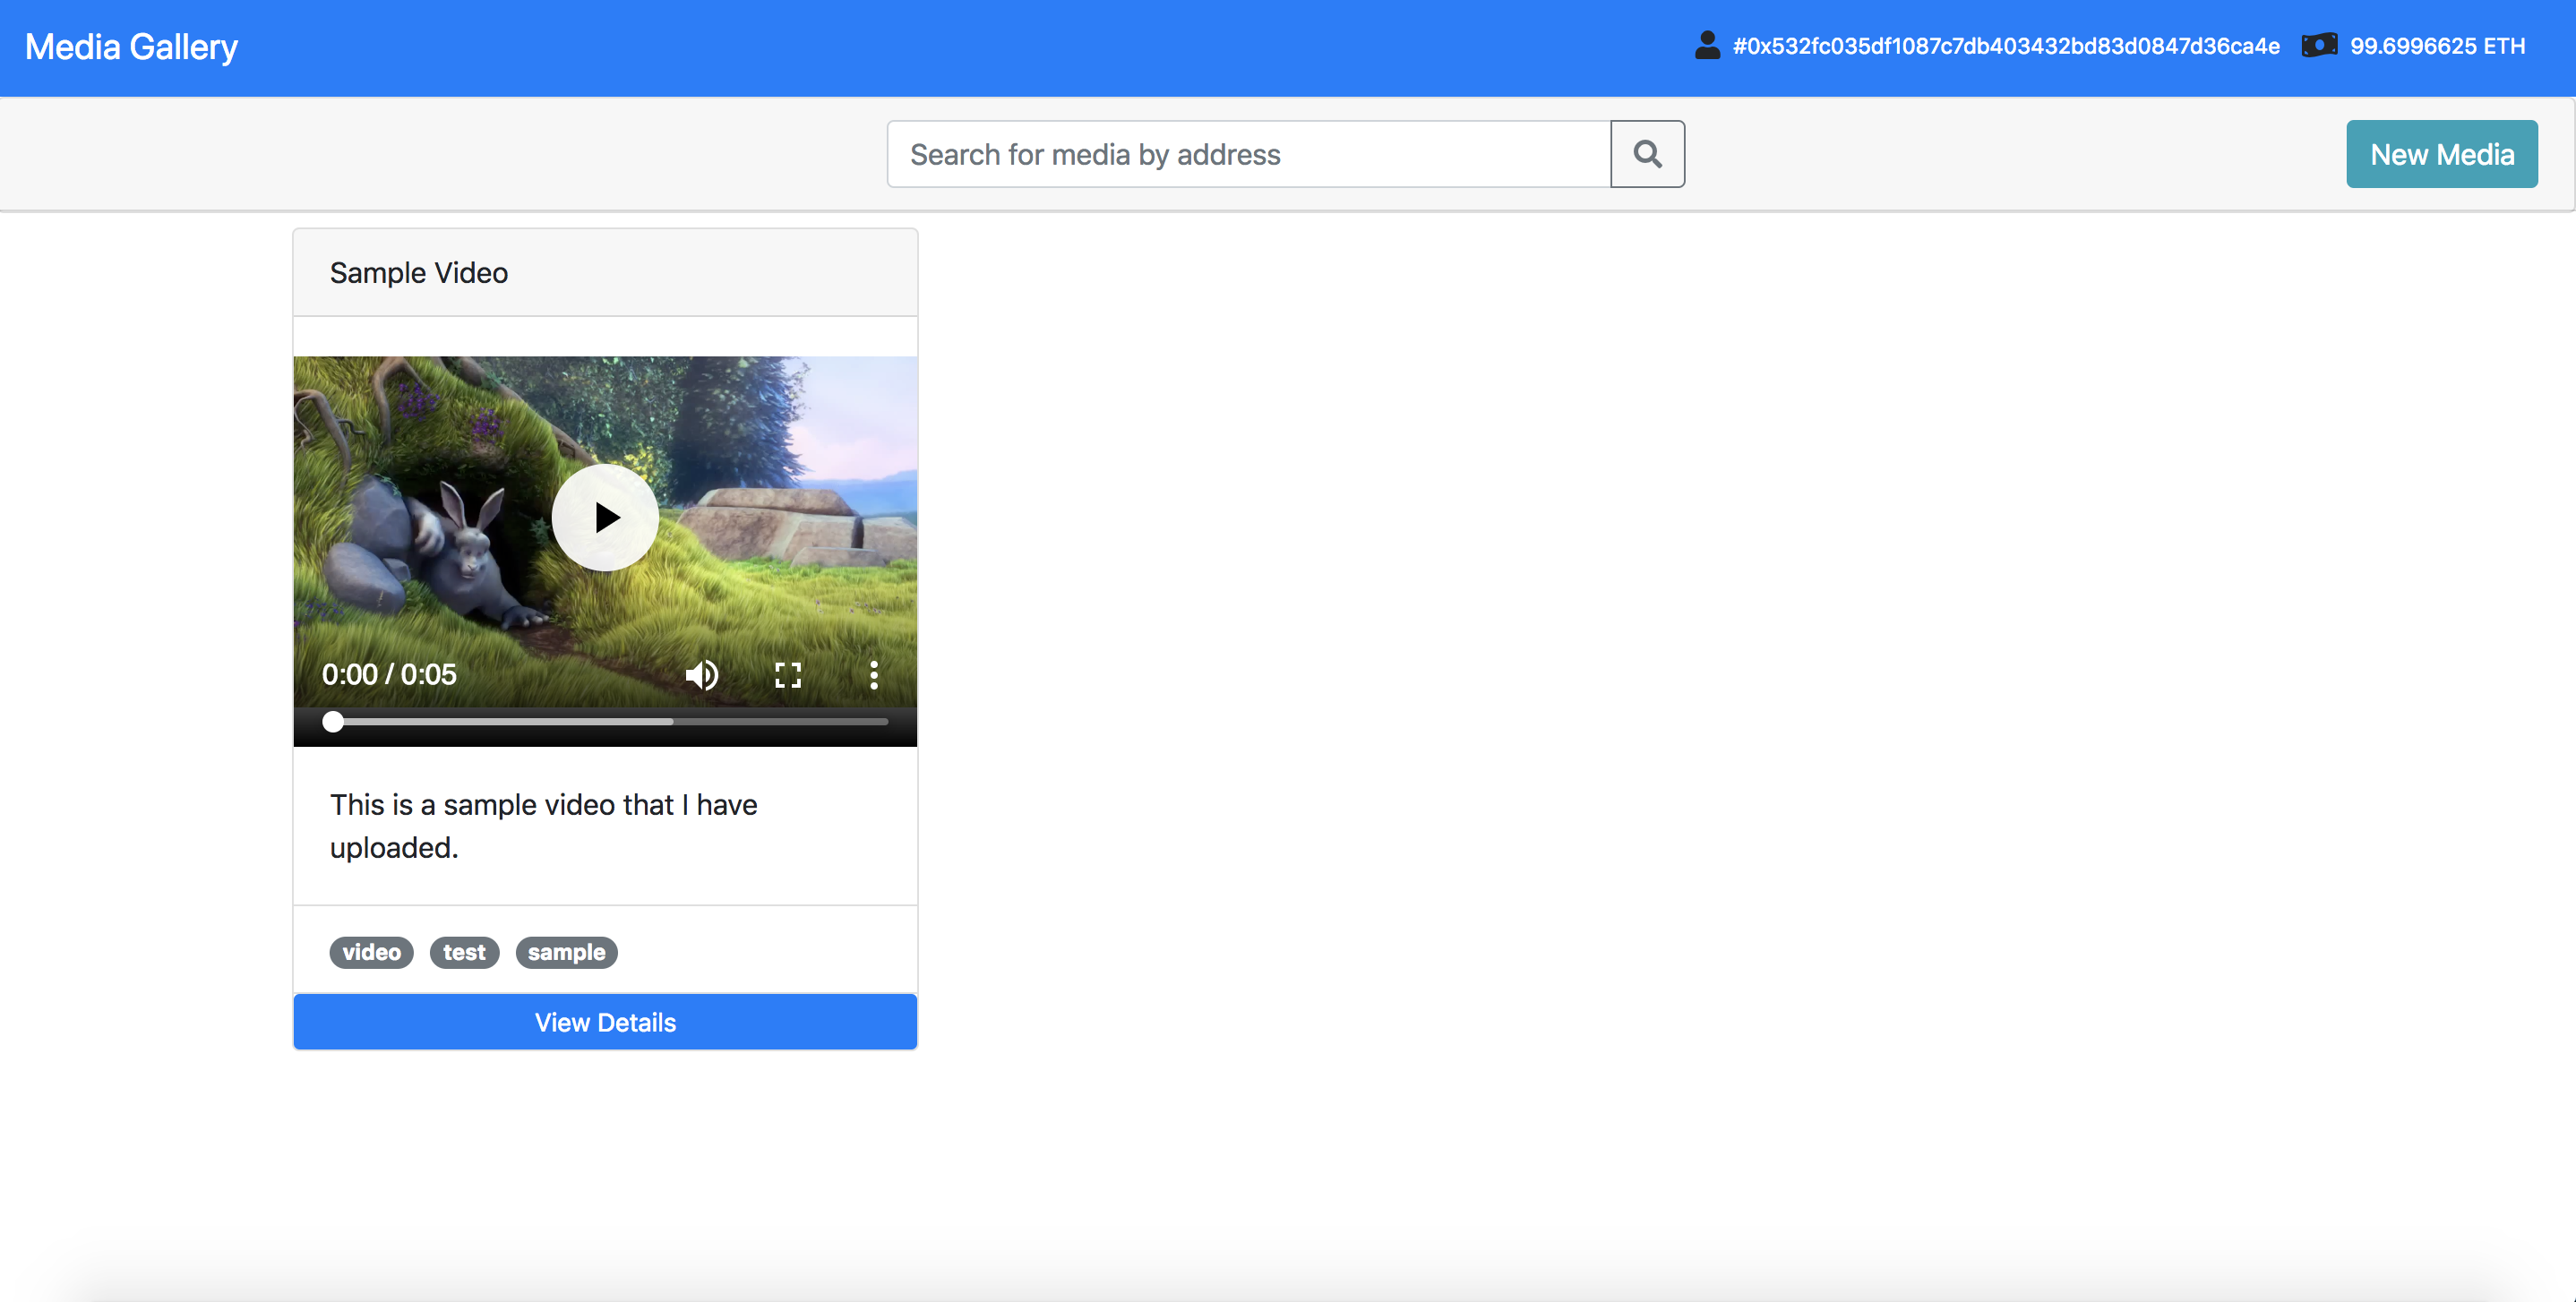 Media Gallery
#0x532fc035df1087c7db403432bd83d0847d36ca4e
99.6996625 ETH
Search for media by address
New Media
Sample Video
0:00 / 0:05
This is a sample video that I have
uploaded.
video test sample
View Details